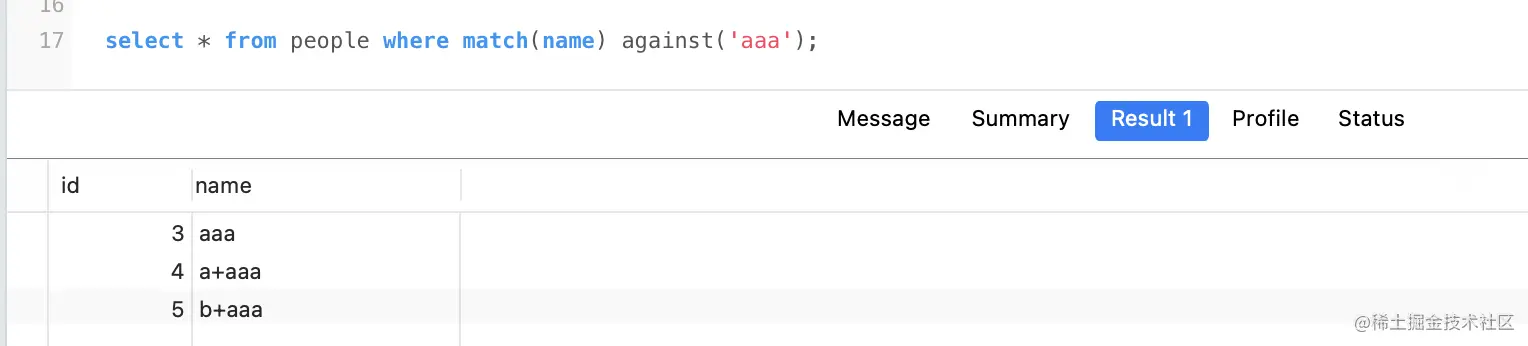 16
17 select * from people where match(name) against('aaa');
Message Summary Result 1 Profile Status
id name
3 aaa
4 a+aaa
5 b+aaa
@稀土掘金技术社区